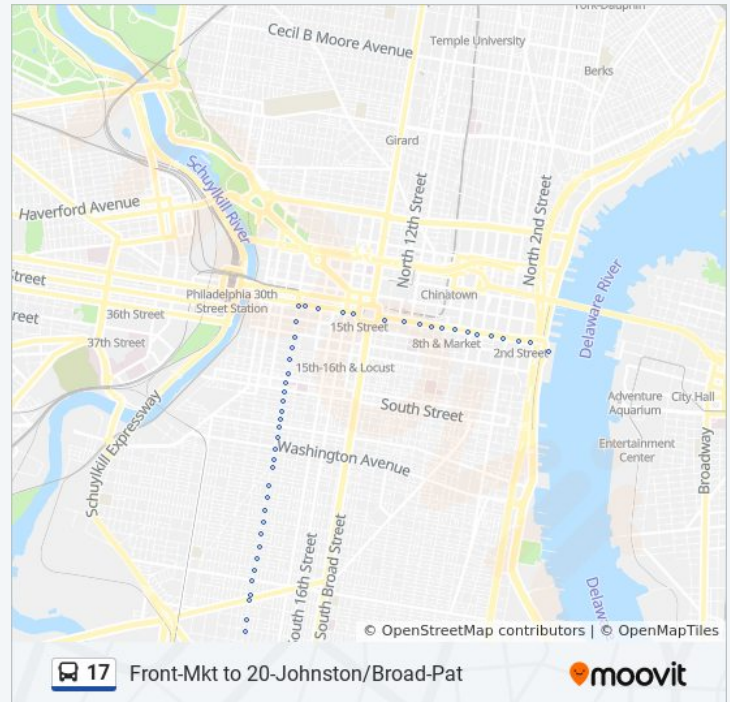 York-Dauphin
Cecil B Moore Avenue
Temple University
Berks
Girard
Schuylkill River
North 12th Street
North 2nd Street
Haverford Avenue
Delaware River
Philadelphia 30th
Street Station
Chinatown
Street
36th Street
reet
15th Street
37th Street
8th & Market
2nd Street
15th-16th & Locust
South Street
Adventure
Aquarium
City Hall
Washington Avenue
Entertainment
Center
Broadway
Schuylkill Expressway
South 16th Street
South Broad Street
Delawa
© OpenStreetMap contributors | © OpenMapTiles
17 Front-Mkt to 20-Johnston/Broad-Pat
moovit